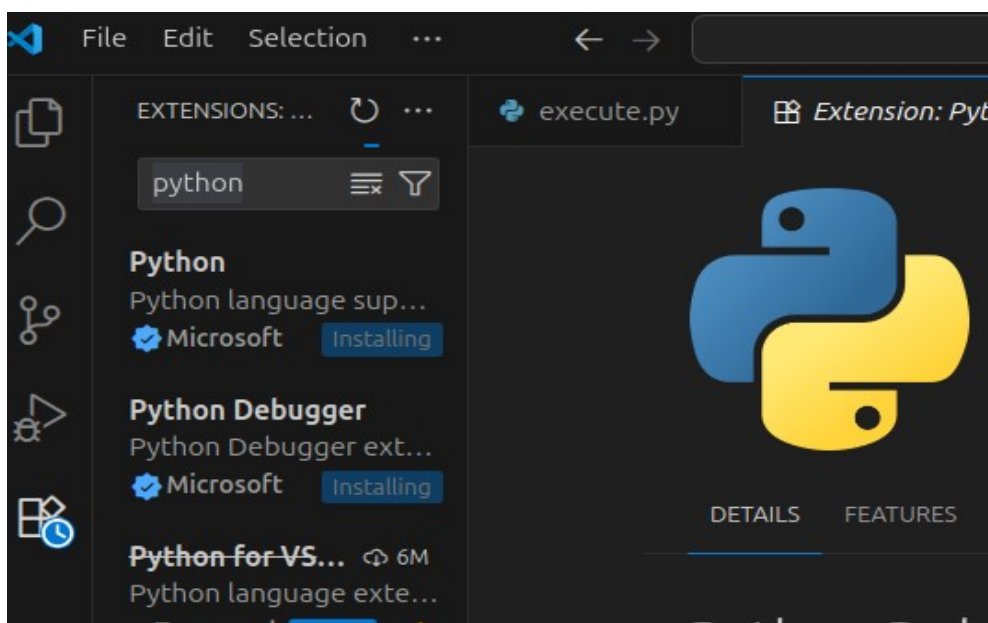 File Edit Selection ...
EXTENSIONS: ...
execute.py
Extension: Pyt
python
Python
Python language sup...
Microsoft Installing
Python Debugger
Python Debugger ext...
Microsoft Installing
DETAILS FEATURES
Python for VS... 6M
Python language exte...